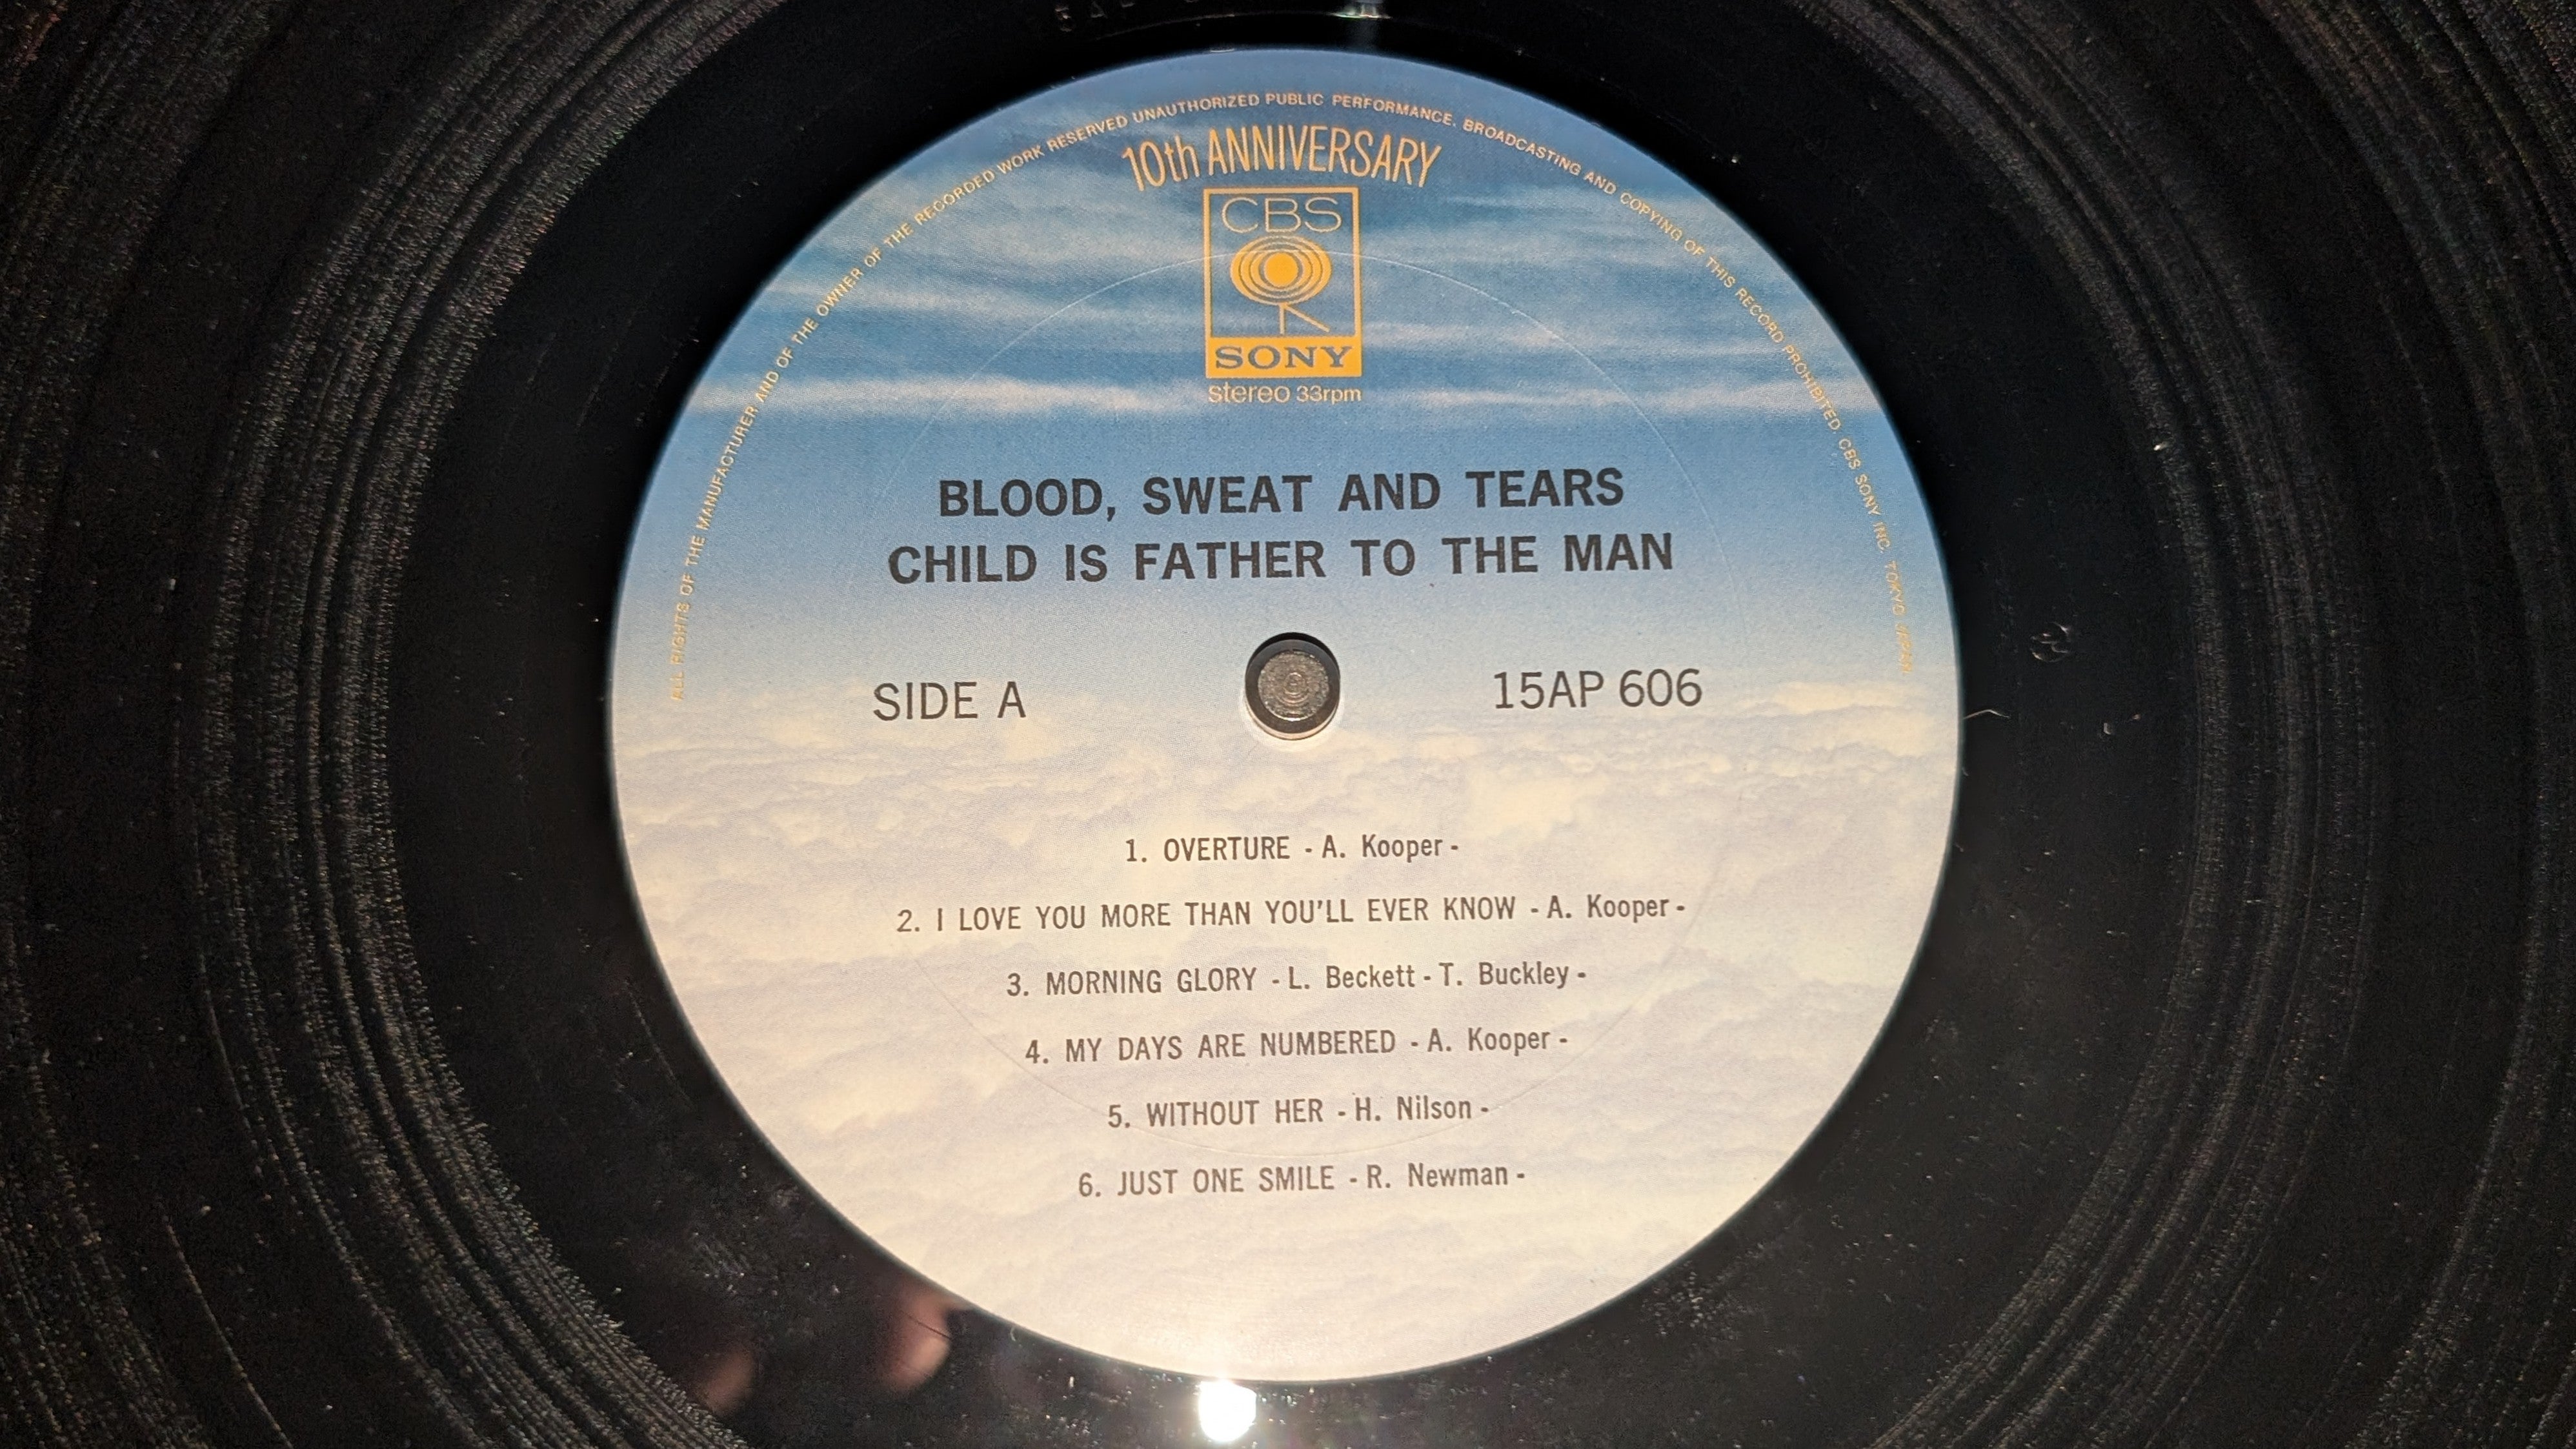 ALL RIGHTS OF THE MANUFACTURER AND OF THE OWNER OF THE RECORDED WORK RESERVED UNAUTHORIZED PUBLIC PERFORMANCE, BROADCASTING AND COPYING OF THIS RECORD PROHIBITED. CBS SONY INC. TOKYO JAPAN
10th ANNIVERSARY
CBS
SONY
stereo 33rpm
BLOOD, SWEAT AND TEARS
CHILD IS FATHER TO THE MAN
SIDE A 15AP 606
1. OVERTURE - A. Kooper -
2. I LOVE YOU MORE THAN YOU'LL EVER KNOW - A. Kooper -
3. MORNING GLORY - L. Beckett - T. Buckley -
4. MY DAYS ARE NUMBERED - A. Kooper -
5. WITHOUT HER - H. Nilson -
6. JUST ONE SMILE - R. Newman -